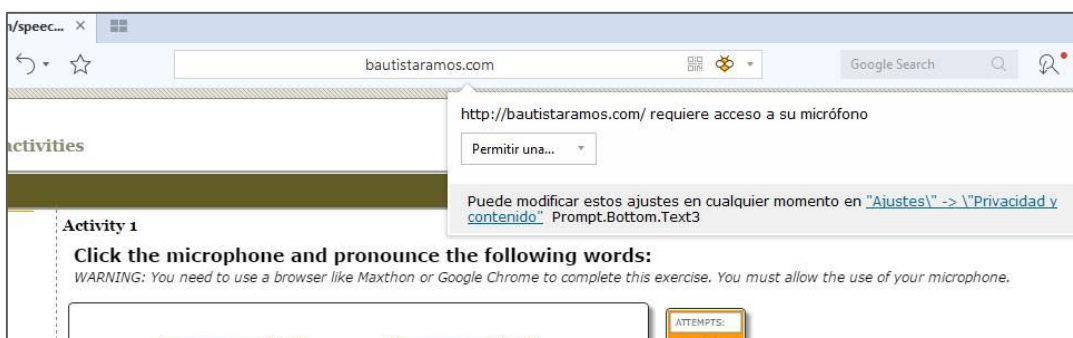 n/speec...
bautistaramos.com
Google Search
http://bautistaramos.com/ requiere acceso a su micrófono
Permitir una...
Puede modificar estos ajustes en cualquier momento en "Ajustes\" -> \"Privacidad y
contenido" Prompt.Bottom.Text3
activities
Activity 1
Click the microphone and pronounce the following words:
WARNING: You need to use a browser like Maxthon or Google Chrome to complete this exercise. You must allow the use of your microphone.
ATTEMPTS: